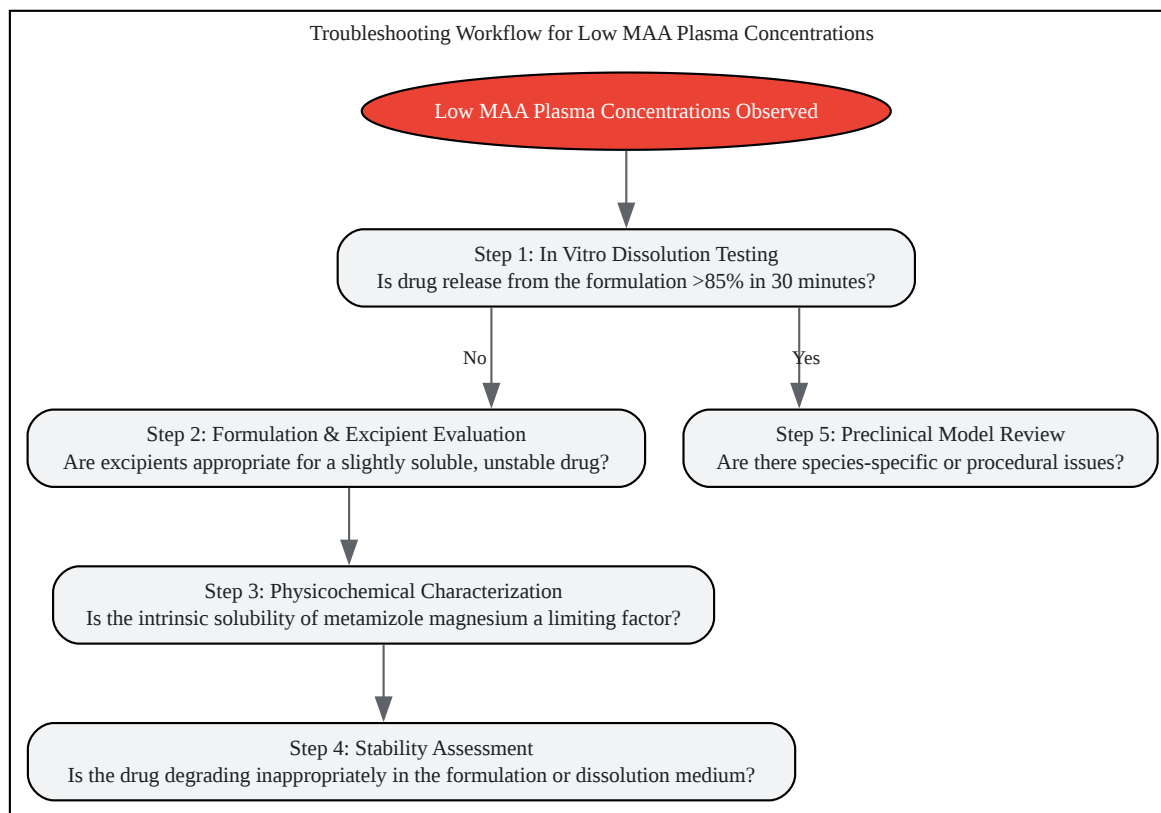 Troubleshooting Workflow for Low MAA Plasma Concentrations
Low MAA Plasma Concentrations Observed
Step 1: In Vitro Dissolution Testing
Is drug release from the formulation >85% in 30 minutes?
No
Yes
Step 2: Formulation & Excipient Evaluation
Are excipients appropriate for a slightly soluble, unstable drug?
Step 5: Preclinical Model Review
Are there species-specific or procedural issues?
Step 3: Physicochemical Characterization
Is the intrinsic solubility of metamizole magnesium a limiting factor?
Step 4: Stability Assessment
Is the drug degrading inappropriately in the formulation or dissolution medium?